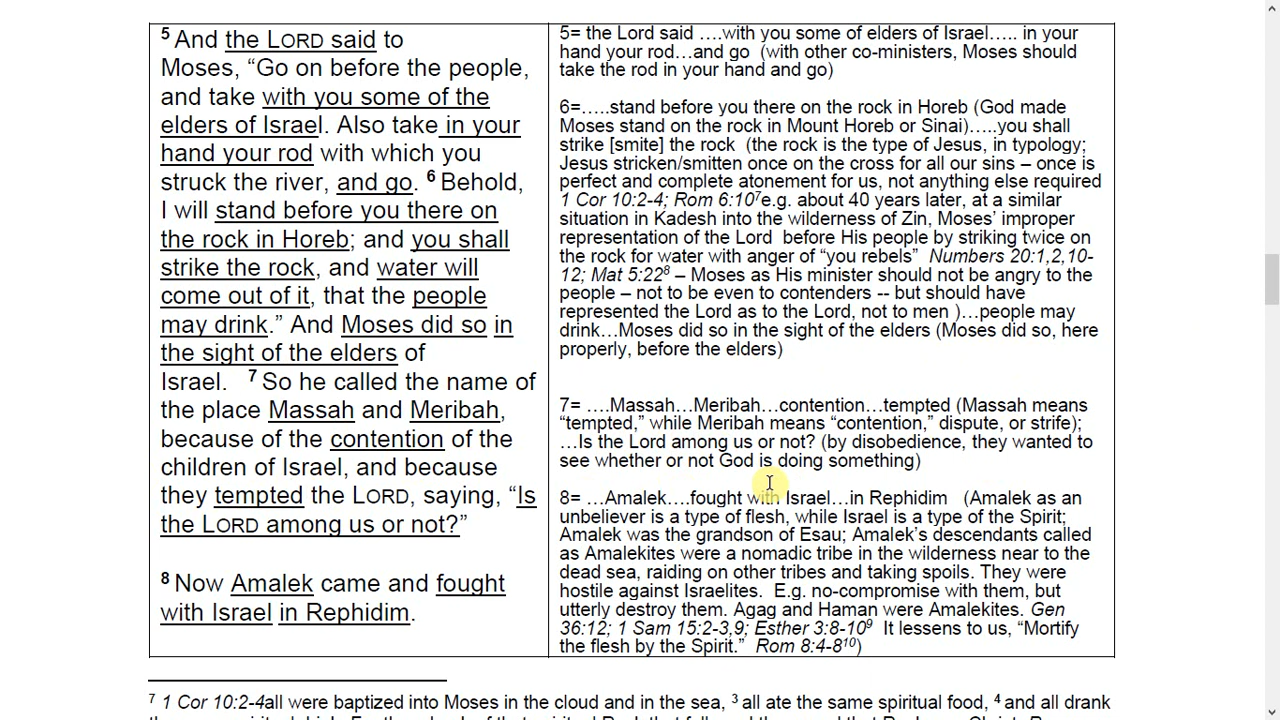 5 And the LORD said to
Moses, “Go on before the people,
and take with you some of the
elders of Israel. Also take in your
hand your rod with which you
struck the river, and go. 6 Behold,
I will stand before you there on
the rock in Horeb; and you shall
strike the rock, and water will
come out of it, that the people
may drink.” And Moses did so in
the sight of the elders of
Israel. 7 So he called the name of
the place Massah and Meribah,
because of the contention of the
children of Israel, and because
they tempted the LORD, saying, “Is
the LORD among us or not?”
8 Now Amalek came and fought
with Israel in Rephidim.
5= the Lord said ….with you some of elders of Israel….. in your
hand your rod…and go (with other co-ministers, Moses should
take the rod in your hand and go)
6=…..stand before you there on the rock in Horeb (God made
Moses stand on the rock in Mount Horeb or Sinai)…..you shall
strike [smite] the rock (the rock is the type of Jesus, in typology;
Jesus stricken/smitten once on the cross for all our sins – once is
perfect and complete atonement for us, not anything else required
1 Cor 10:2-4; Rom 6:10⁷e.g. about 40 years later, at a similar
situation in Kadesh into the wilderness of Zin, Moses’ improper
representation of the Lord before His people by striking twice on
the rock for water with anger of “you rebels” Numbers 20:1,2,10-
12; Mat 5:22⁸ – Moses as His minister should not be angry to the
people – not to be even to contenders -- but should have
represented the Lord as to the Lord, not to men )…people may
drink…Moses did so in the sight of the elders (Moses did so, here
properly, before the elders)
7= ….Massah…Meribah…contention…tempted (Massah means
“tempted,” while Meribah means “contention,” dispute, or strife);
…Is the Lord among us or not? (by disobedience, they wanted to
see whether or not God is doing something)
8= …Amalek….fought with Israel…in Rephidim (Amalek as an
unbeliever is a type of flesh, while Israel is a type of the Spirit;
Amalek was the grandson of Esau; Amalek’s descendants called
as Amalekites were a nomadic tribe in the wilderness near to the
dead sea, raiding on other tribes and taking spoils. They were
hostile against Israelites. E.g. no-compromise with them, but
utterly destroy them. Agag and Haman were Amalekites. Gen
36:12; 1 Sam 15:2-3,9; Esther 3:8-10⁹ It lessens to us, “Mortify
the flesh by the Spirit.” Rom 8:4-8¹⁰)
⁷ 1 Cor 10:2-4all were baptized into Moses in the cloud and in the sea, ³ all ate the same spiritual food, ⁴ and all drank